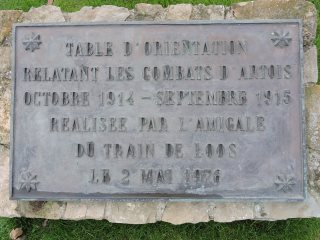 TABLE D'ORIENTATION
RELATANT LES COMBATS D'ARTOIS
OCTOBRE 1914 - SEPTEMBRE 1915
REALISEE PAR L'AMICALE
DU TRAIN DE LOOS
LE 2 MAI 1976